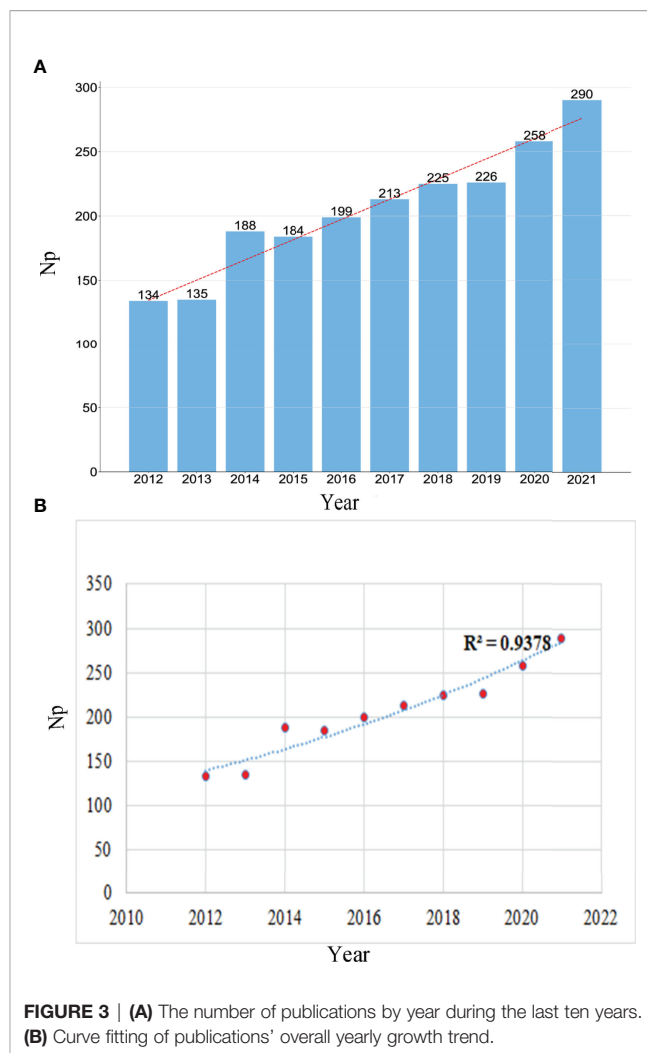 A
300
250
200
150
100
50
0
Np
134 135 188 184 199 213 225 226 258 290
2012 2013 2014 2015 2016 2017 2018 2019 2020 2021
Year
B
350
300
250
200
150
100
50
0
Np
R² = 0.9378
2010 2012 2014 2016 2018 2020 2022
Year
FIGURE 3 | (A) The number of publications by year during the last ten years.
(B) Curve fitting of publications’ overall yearly growth trend.